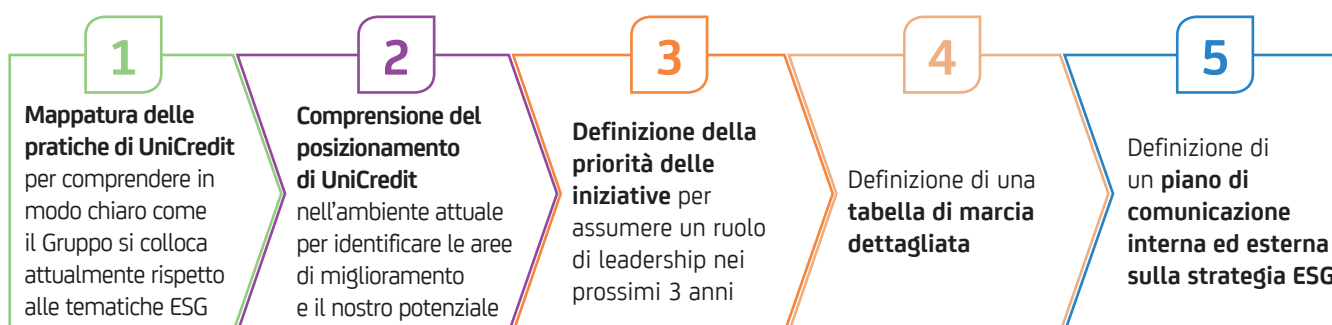 1
Mappatura delle
pratiche di UniCredit
per comprendere in
modo chiaro come
il Gruppo si colloca
attualmente rispetto
alle tematiche ESG
2
Comprensione del
posizionamento
di UniCredit
nell’ambiente attuale
per identificare le aree
di miglioramento
e il nostro potenziale
3
Definizione della
priorità delle
iniziative per
assumere un ruolo
di leadership nei
prossimi 3 anni
4
Definizione di una
tabella di marcia
dettagliata
5
Definizione di
un piano di
comunicazione
interna ed esterna
sulla strategia ESG